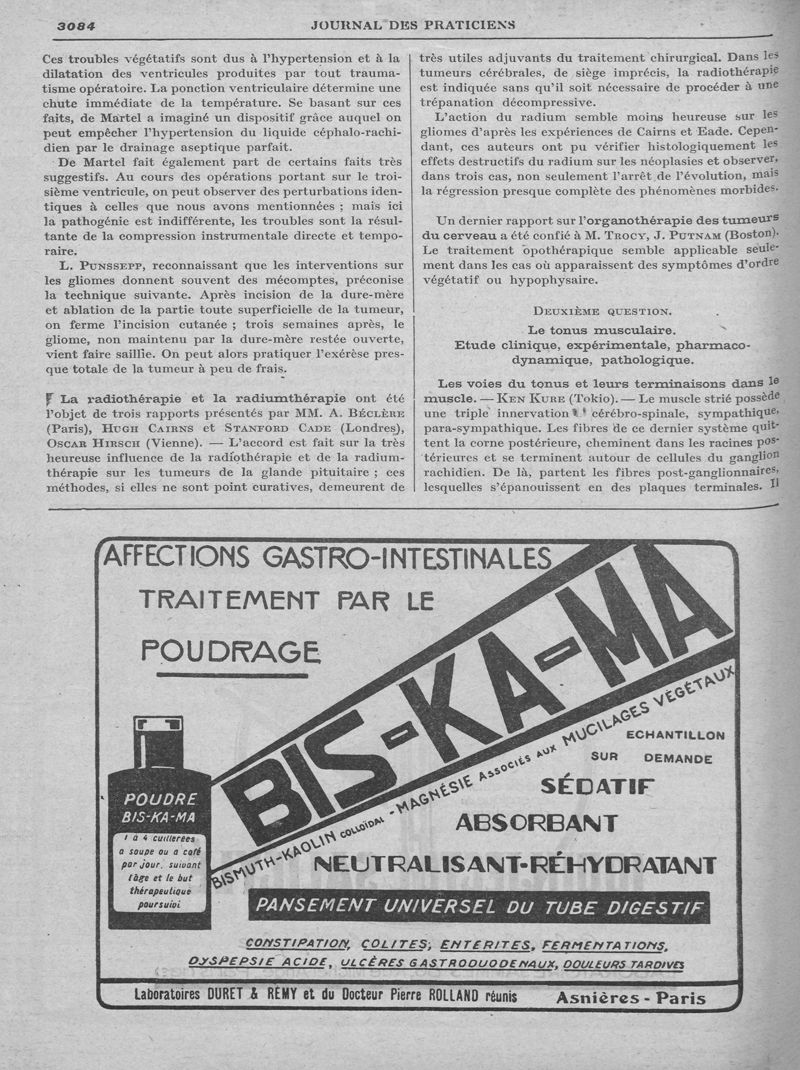 3084
JOURNAL DES PRATICIENS
Ces troubles végétatifs sont dus à l'hypertension et à la
dilatation des ventricules produites par tout trauma-
tisme opératoire. La ponction ventriculaire détermine une
chute immédiate de la température. Se basant sur ces
faits, de Martel a imaginé un dispositif grâce auquel on
peut empêcher l'hypertension du liquide céphalo-rachi-
dien par le drainage aseptique parfait.
De Martel fait également part de certains faits très
suggestifs. Au cours des opérations portant sur le troi-
sième ventricule, on peut observer des perturbations iden-
tiques à celles que nous avons mentionnées ; mais ici
la pathogénie est indifférente, les troubles sont la résul-
tante de la compression instrumentale directe et tempo-
raire.
L. PUNSSEPP, reconnaissant que les interventions sur
les gliomes donnent souvent des mécomptes, préconise
la technique suivante. Après incision de la dure-mère
et ablation de la partie toute superficielle de la tumeur,
on ferme l'incision cutanée ; trois semaines après, le
gliome, non maintenu par la dure-mère restée ouverte,
vient faire saillie. On peut alors pratiquer l'exérèse pres-
que totale de la tumeur à peu de frais.
La radiothérapie et la radiumthérapie ont été
l'objet de trois rapports présentés par MM. A. BÉCLÈRE
(Paris), HUGH CAIRNS et STANFORD CADE (Londres),
OSCAR HIRSCH (Vienne). — L'accord est fait sur la très
heureuse influence de la radiothérapie et de la radium-
thérapie sur les tumeurs de la glande pituitaire ; ces
méthodes, si elles ne sont point curatives, demeurent de
très utiles adjuvants du traitement chirurgical. Dans les
tumeurs cérébrales, de siège imprécis, la radiothérapie
est indiquée sans qu'il soit nécessaire de procéder à une
trépanation décompressive.
L'action du radium semble moins heureuse sur les
gliomes d'après les expériences de Cairns et Eade. Cepen-
dant, ces auteurs ont pu vérifier histologiquement les
effets destructifs du radium sur les néoplasies et observer,
dans trois cas, non seulement l'arrêt de l'évolution, mais
la régression presque complète des phénomènes morbides.
Un dernier rapport sur l'organothérapie des tumeurs
du cerveau a été confié à M. TROCY, J. PUTNAM (Boston).
Le traitement opothérapique semble applicable seule-
ment dans les cas où apparaissent des symptômes d'ordre
végétatif ou hypophysaire.
DEUXIÈME QUESTION.
Le tonus musculaire.
Etude clinique, expérimentale, pharmaco-
dynamique, pathologique.
Les voies du tonus et leurs terminaisons dans le
muscle. — KEN KURE (Tokio). — Le muscle strié possède
une triple innervation cérébro-spinale, sympathique,
para-sympathique. Les fibres de ce dernier système quit-
tent la corne postérieure, cheminent dans les racines pos-
térieures et se terminent autour de cellules du ganglion
rachidien. De là, partent les fibres post-ganglionnaires,
lesquelles s'épanouissent en des plaques terminales. Il
AFFECTIONS GASTRO-INTESTINALES
TRAITEMENT PAR LE
POUDRAGE
BIS-KA-MA
BISMUTH-KAOLIN COLLOÏDAL - MAGNÉSIE ASSOCIÉS AUX MUCILAGES VÉGÉTAUX
ECHANTILLON
SUR DEMANDE
SÉDATIF
ABSORBANT
NEUTRALISANT-RÉHYDRATANT
POUDRE
BIS-KA-MA
1 à 4 cuillerées
a soupe ou a café
par jour, suivant
l'âge et le but
thérapeutique
poursuivi
PANSEMENT UNIVERSEL DU TUBE DIGESTIF
CONSTIPATION, COLITES, ENTERITES, FERMENTATIONS,
DYSPEPSIE ACIDE, ULCÈRES GASTRODUODENAUX, DOULEURS TARDIVES
Laboratoires DURET & RÉMY et du Docteur Pierre ROLLAND réunis Asnières - Paris